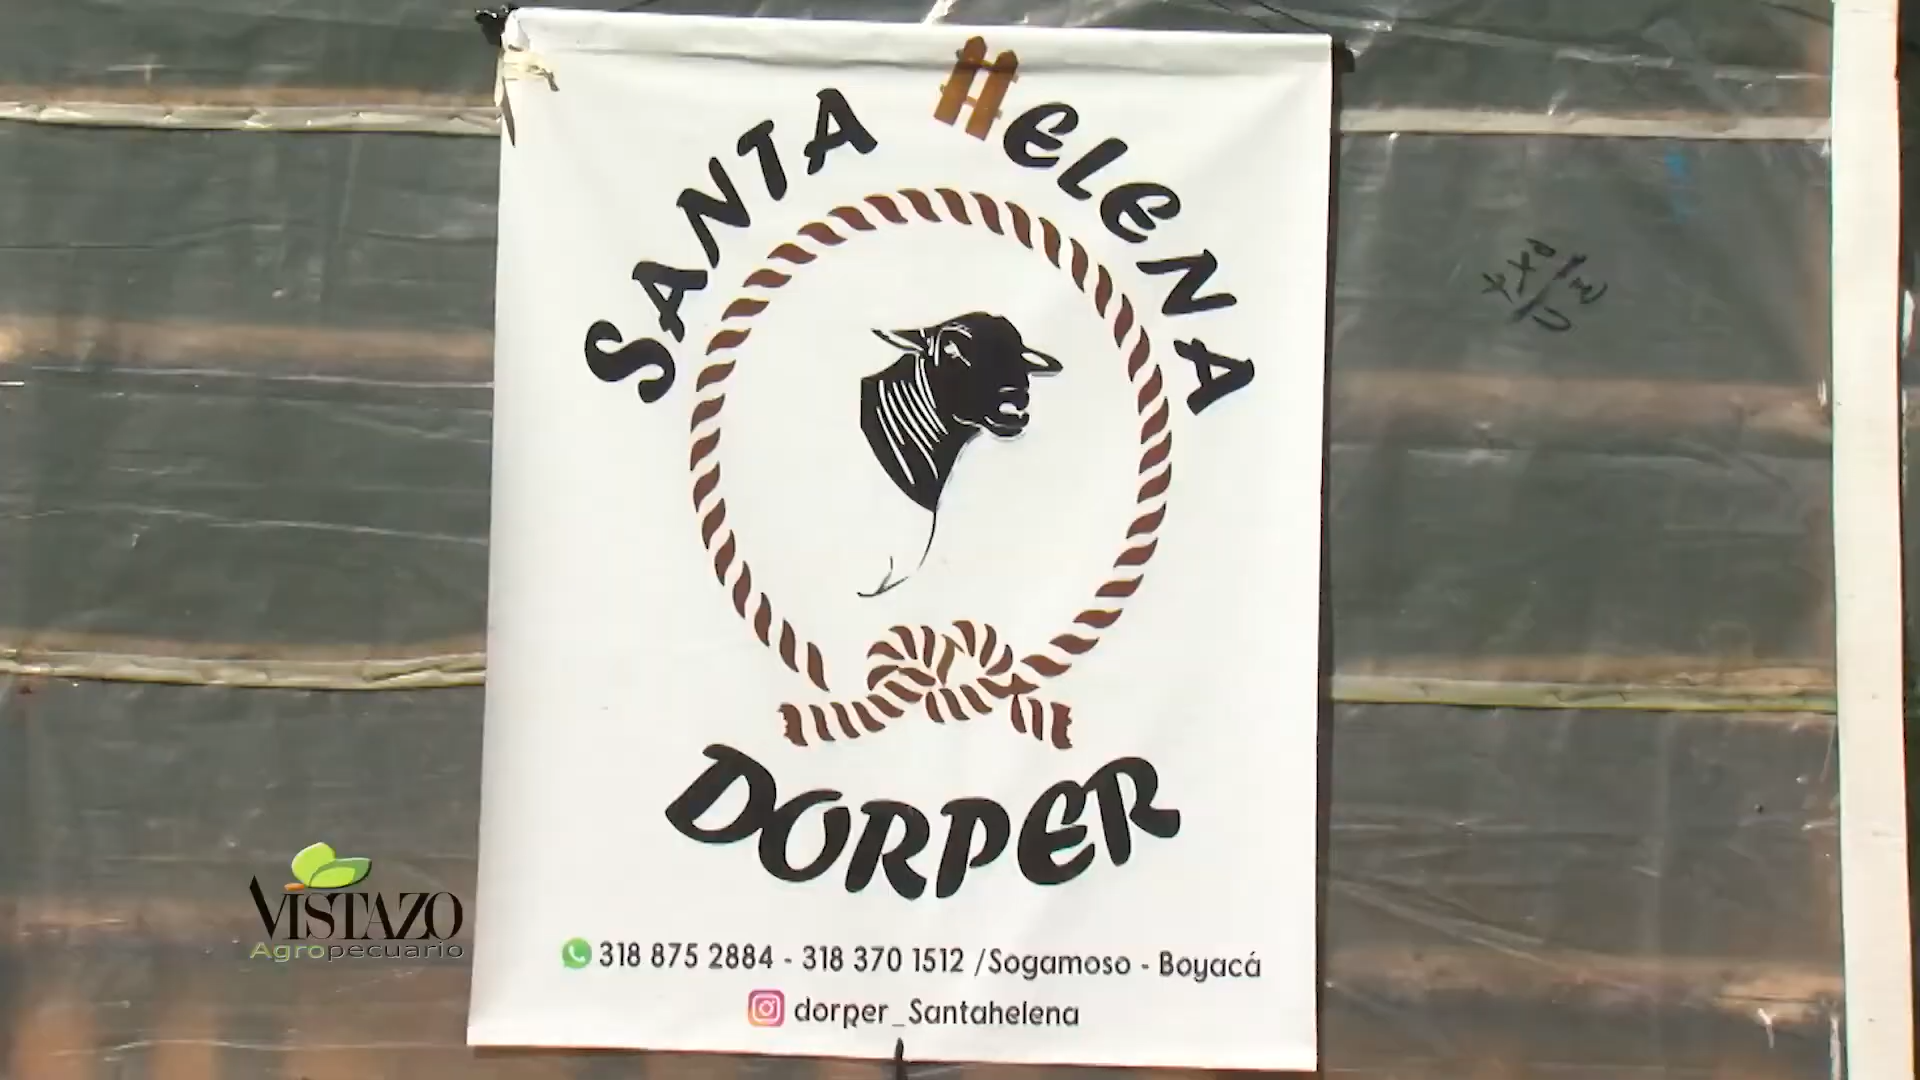 SANTA HELENA
DORPER
318 875 2884 - 318 370 1512 /Sogamoso - Boyacá
dorper_Santahelena
VISTAZO
Agropecuario